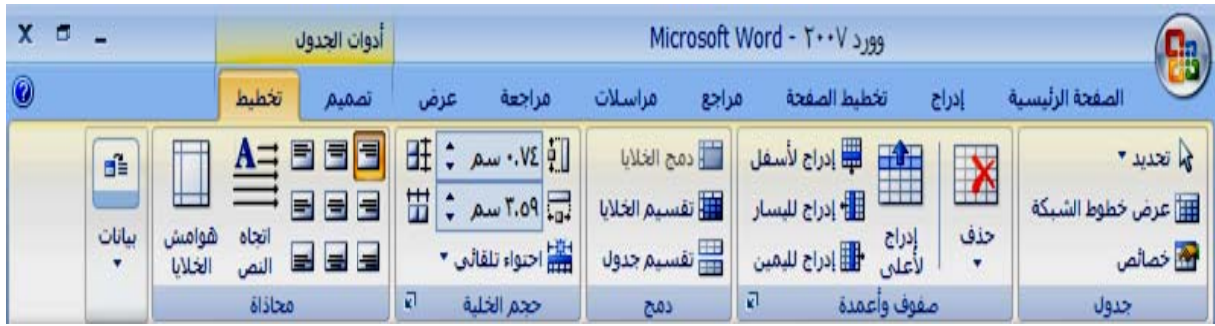 وورد ٢٠٠٧ - Microsoft Word
أدوات الجدول
الصفحة الرئيسية
إدراج
تخطيط الصفحة
مراجع
مراسلات
مراجعة
عرض
تصميم
تخطيط
تحديد
عرض خطوط الشبكة
خصائص
جدول
حذف
إدراج لأعلى
إدراج لأسفل
إدراج لليسار
إدراج لليمين
صفوف وأعمدة
دمج الخلايا
تقسيم الخلايا
تقسيم جدول
دمج
٠.٧٤ سم
٣.٥٩ سم
احتواء تلقائي
حجم الخلية
اتجاه النص
هوامش الخلايا
محاذاة
بيانات